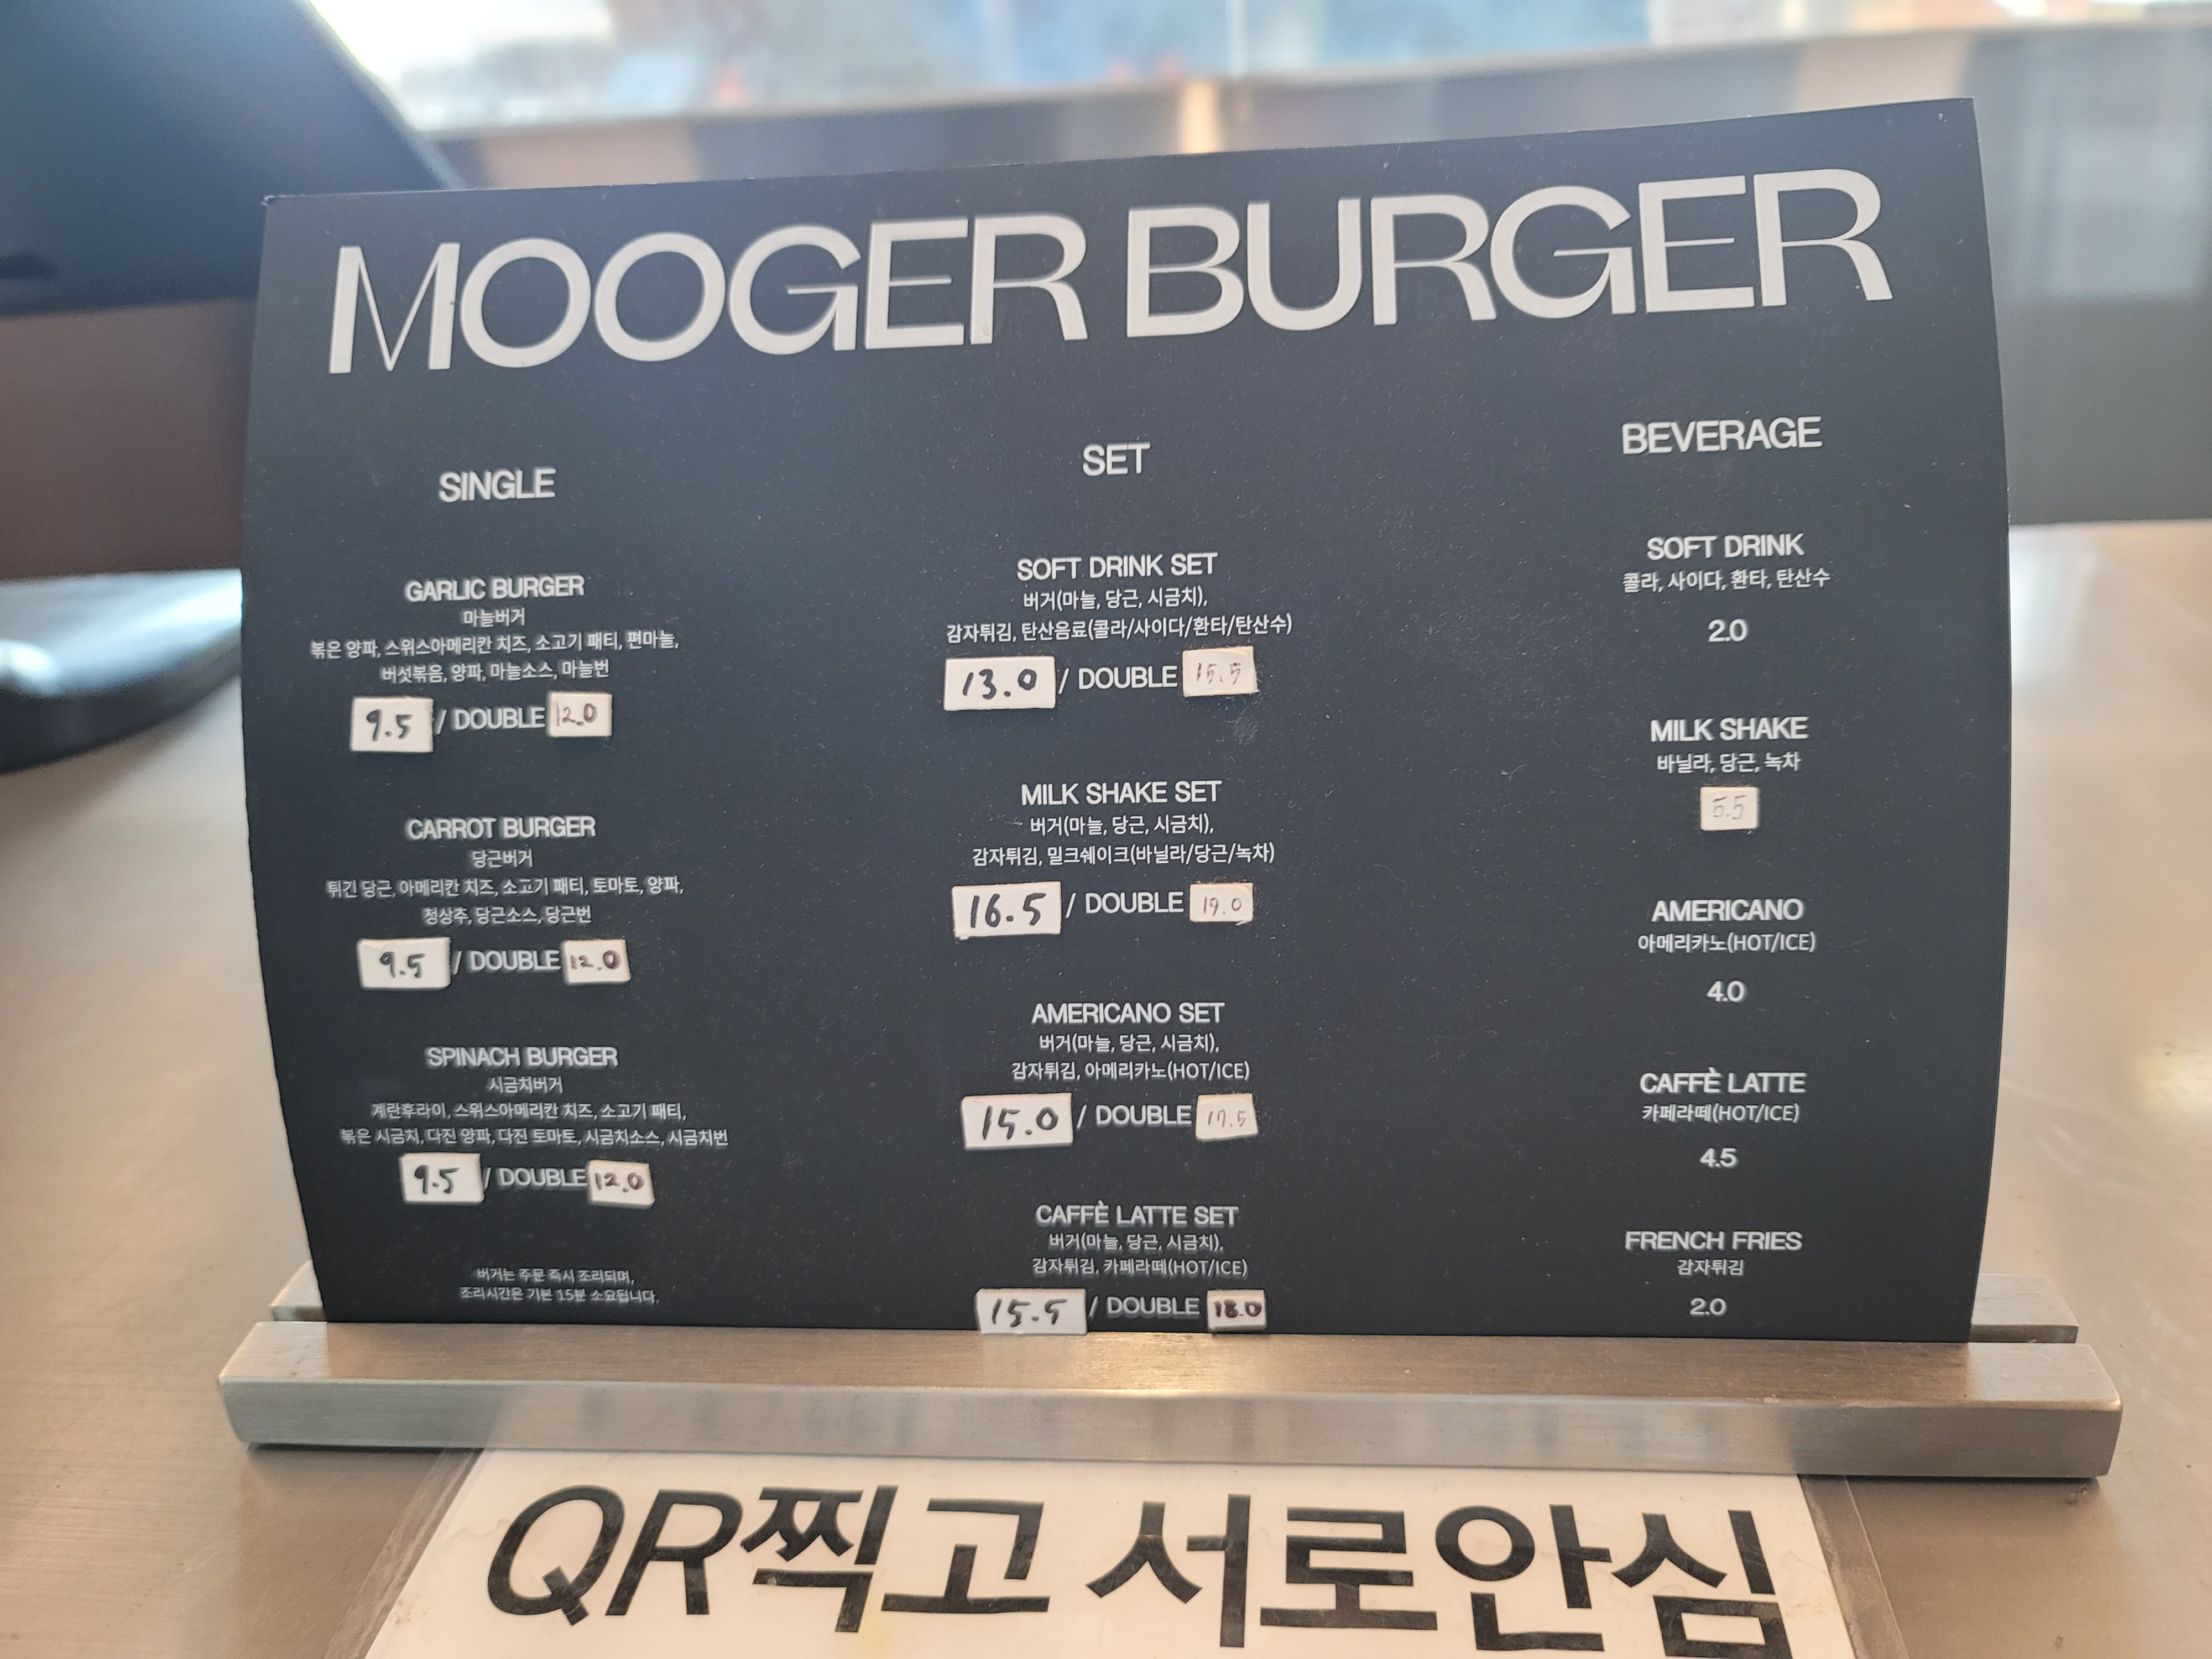 MOOGER BURGER
SINGLE
GARLIC BURGER
마늘버거
볶은 양파, 스위스아메리칸 치즈, 소고기 패티, 편마늘,
버섯볶음, 양파, 마늘소스, 마늘번
9.5 / DOUBLE 12.0
CARROT BURGER
당근버거
튀긴 당근, 아메리칸 치즈, 소고기 패티, 토마토, 양파,
청상추, 당근소스, 당근번
9.5 / DOUBLE 12.0
SPINACH BURGER
시금치버거
계란후라이, 스위스아메리칸 치즈, 소고기 패티,
볶은 시금치, 다진 양파, 다진 토마토, 시금치소스, 시금치번
9.5 / DOUBLE 12.0
버거는 주문 즉시 조리되며,
조리시간은 기본 15분 소요됩니다.
SET
SOFT DRINK SET
버거(마늘, 당근, 시금치),
감자튀김, 탄산음료(콜라/사이다/환타/탄산수)
13.0 / DOUBLE 15.5
MILK SHAKE SET
버거(마늘, 당근, 시금치),
감자튀김, 밀크쉐이크(바닐라/당근/녹차)
16.5 / DOUBLE 19.0
AMERICANO SET
버거(마늘, 당근, 시금치),
감자튀김, 아메리카노(HOT/ICE)
15.0 / DOUBLE 17.5
CAFFÈ LATTE SET
버거(마늘, 당근, 시금치),
감자튀김, 카페라떼(HOT/ICE)
15.5 / DOUBLE 18.0
BEVERAGE
SOFT DRINK
콜라, 사이다, 환타, 탄산수
2.0
MILK SHAKE
바닐라, 당근, 녹차
5.5
AMERICANO
아메리카노(HOT/ICE)
4.0
CAFFÈ LATTE
카페라떼(HOT/ICE)
4.5
FRENCH FRIES
감자튀김
2.0
QR찍고 서로안심